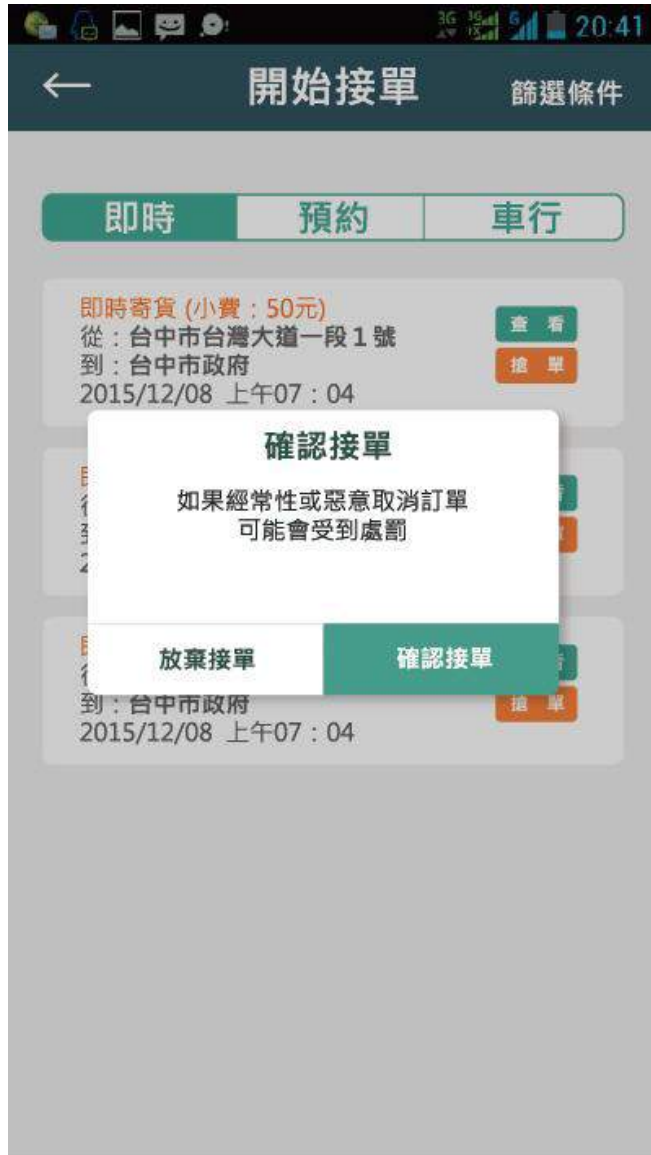 3G 3G 1X 6 20:41
開始接單
篩選條件
即時 預約 車行
即時寄貨 (小費：50元)
從：台中市台灣大道一段1號
到：台中市政府
2015/12/08 上午07：04
查 看
搶 單
確認接單
如果經常性或惡意取消訂單
可能會受到處罰
放棄接單 確認接單
到：台中市政府
2015/12/08 上午07：04
搶 單